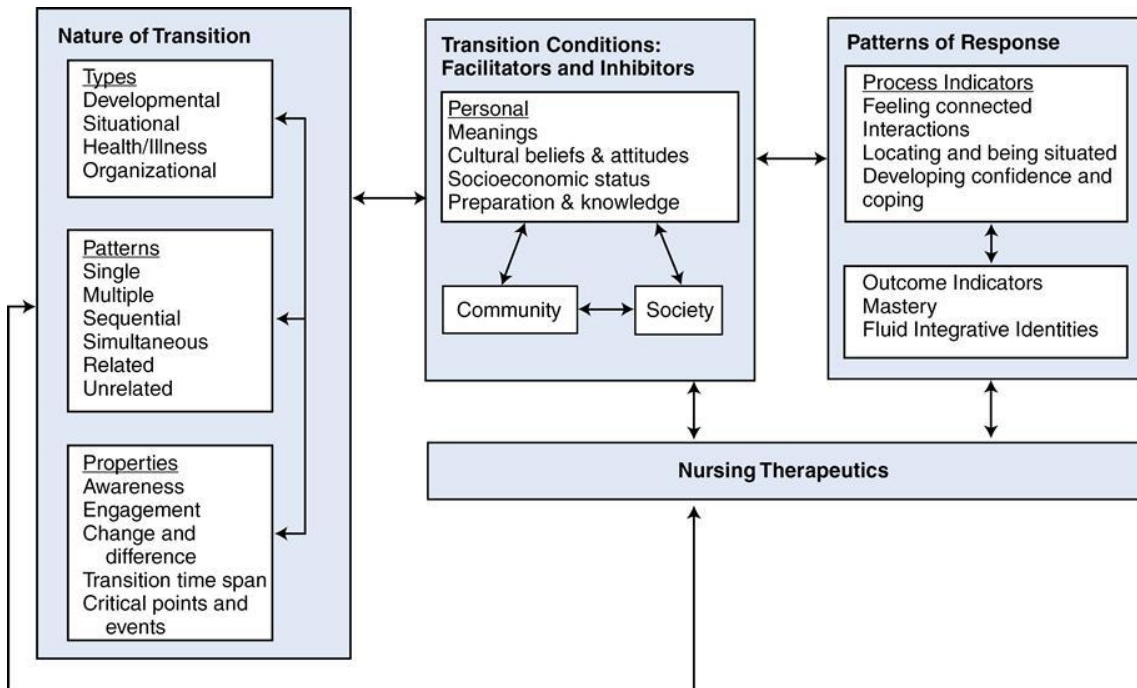 Nature of Transition
Types
Developmental
Situational
Health/Illness
Organizational
Patterns
Single
Multiple
Sequential
Simultaneous
Related
Unrelated
Properties
Awareness
Engagement
Change and
difference
Transition time span
Critical points and
events
Transition Conditions:
Facilitators and Inhibitors
Personal
Meanings
Cultural beliefs & attitudes
Socioeconomic status
Preparation & knowledge
Community
Society
Patterns of Response
Process Indicators
Feeling connected
Interactions
Locating and being situated
Developing confidence and
coping
Outcome Indicators
Mastery
Fluid Integrative Identities
Nursing Therapeutics